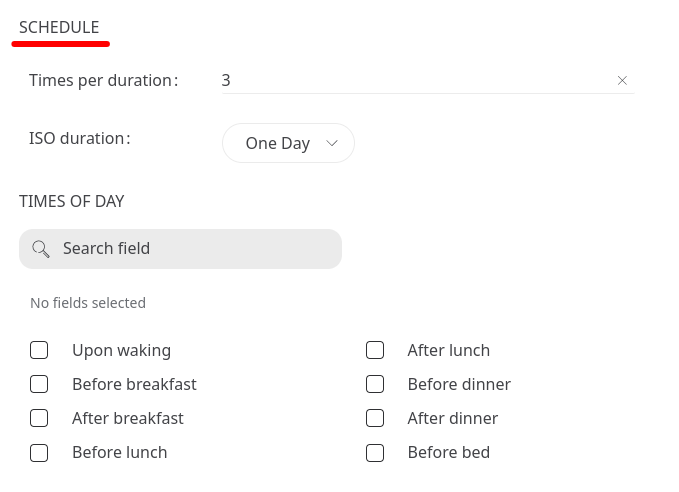 SCHEDULE
Times per duration: 3
ISO duration: One Day
TIMES OF DAY
Search field
No fields selected
Upon waking After lunch
Before breakfast Before dinner
After breakfast After dinner
Before lunch Before bed